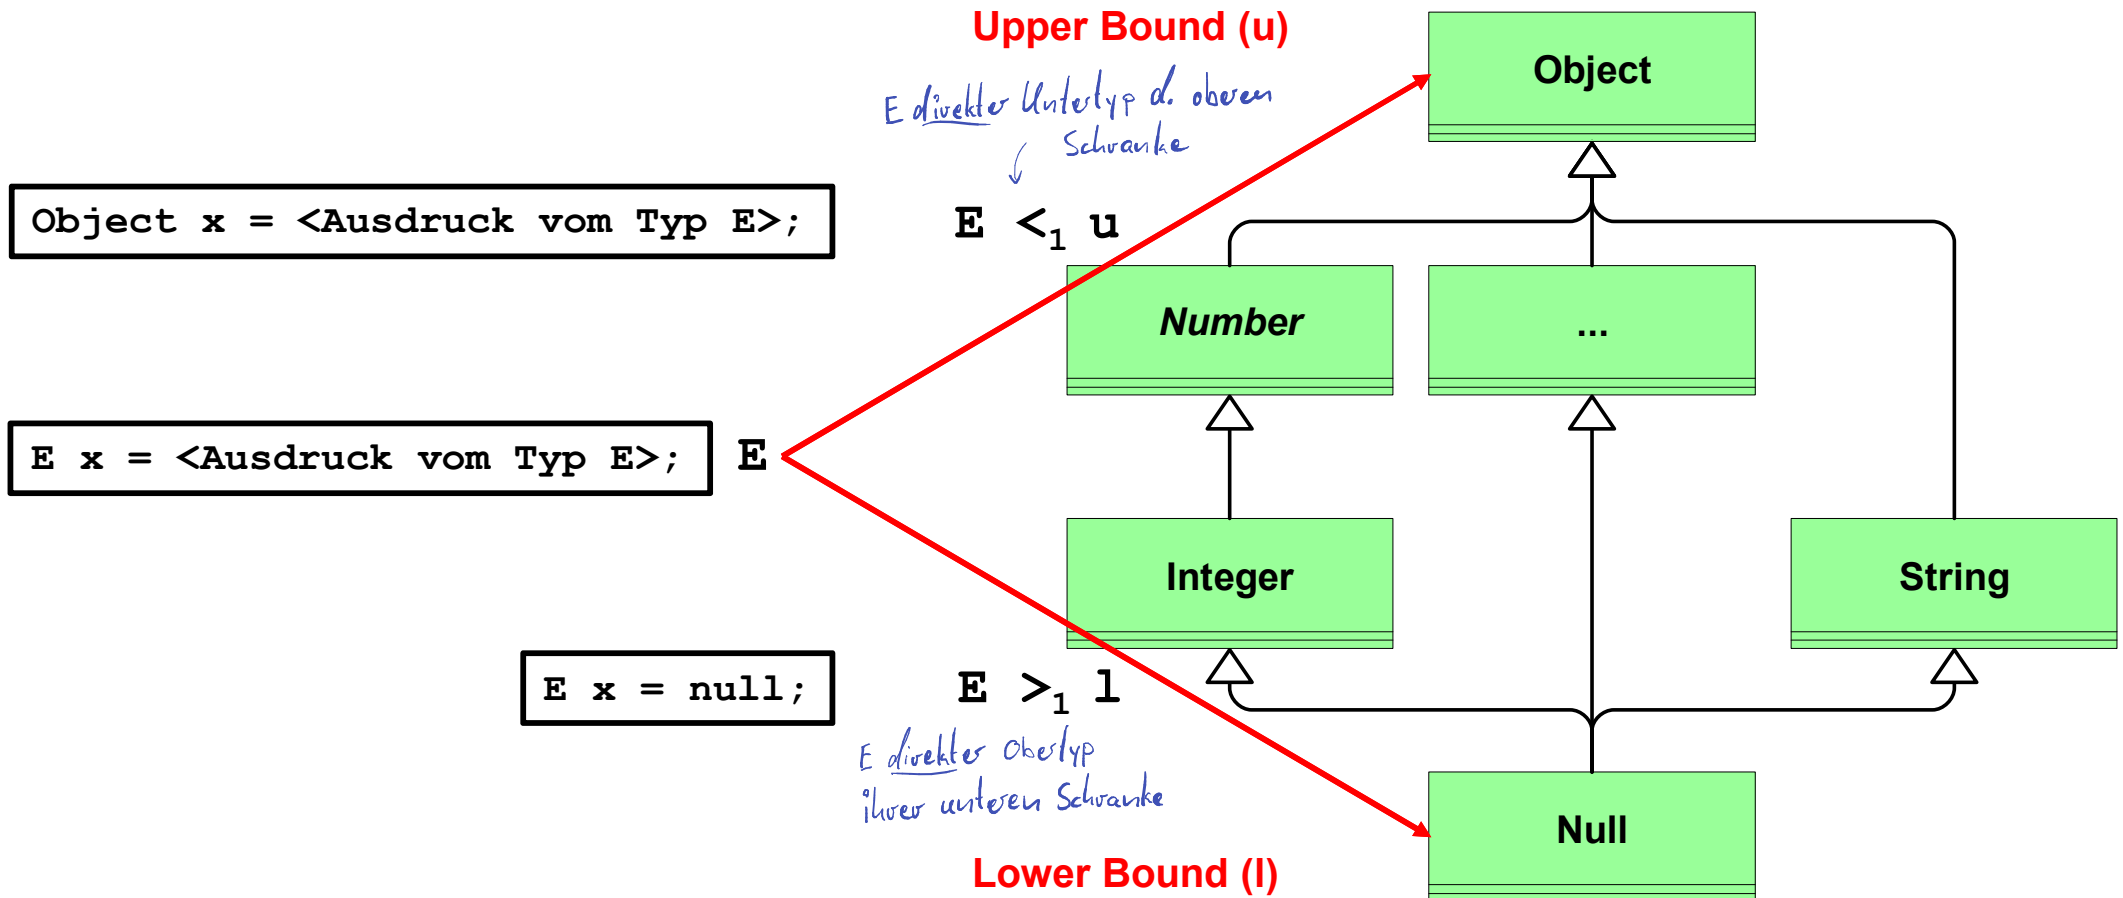 Upper Bound (u)
Object
E direkter Untertyp d. oberen
Schranke
Object x = <Ausdruck vom Typ E>;
E <₁ u
Number
...
E x = <Ausdruck vom Typ E>;
E
Integer
String
E x = null;
E >₁ l
E direkter Obertyp
ihrer unteren Schranke
Null
Lower Bound (l)